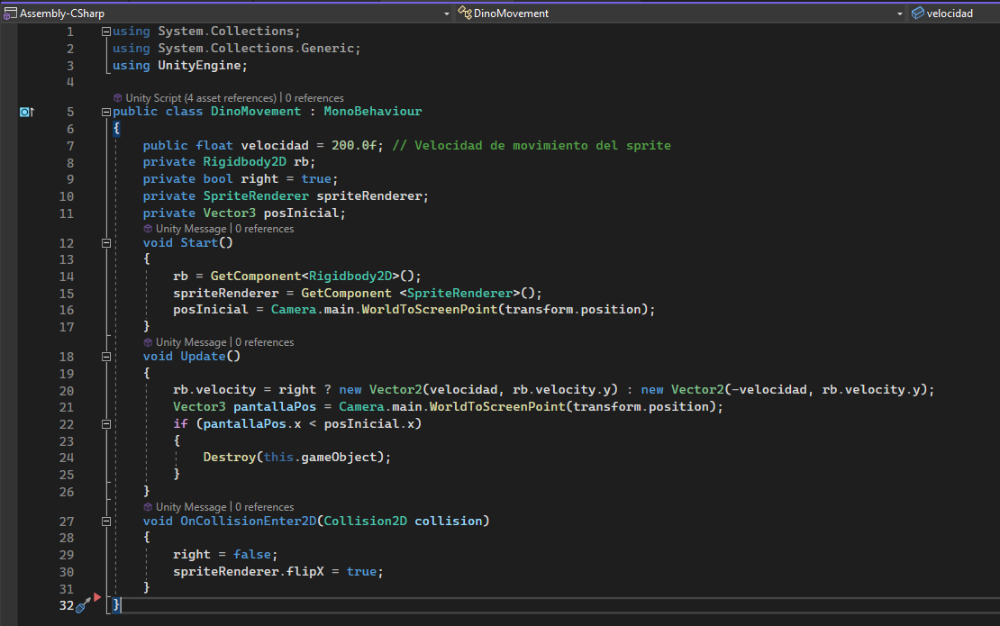 Assembly-CSharp DinoMovement velocidad
1 using System.Collections;
2 using System.Collections.Generic;
3 using UnityEngine;
4
Unity Script (4 asset references) | 0 references
5 public class DinoMovement : MonoBehaviour
6 {
7 public float velocidad = 200.0f; // Velocidad de movimiento del sprite
8 private Rigidbody2D rb;
9 private bool right = true;
10 private SpriteRenderer spriteRenderer;
11 private Vector3 posInicial;
Unity Message | 0 references
12 void Start()
13 {
14 rb = GetComponent<Rigidbody2D>();
15 spriteRenderer = GetComponent <SpriteRenderer>();
16 posInicial = Camera.main.WorldToScreenPoint(transform.position);
17 }
Unity Message | 0 references
18 void Update()
19 {
20 rb.velocity = right ? new Vector2(velocidad, rb.velocity.y) : new Vector2(-velocidad, rb.velocity.y);
21 Vector3 pantallaPos = Camera.main.WorldToScreenPoint(transform.position);
22 if (pantallaPos.x < posInicial.x)
23 {
24 Destroy(this.gameObject);
25 }
26 }
Unity Message | 0 references
27 void OnCollisionEnter2D(Collision2D collision)
28 {
29 right = false;
30 spriteRenderer.flipX = true;
31 }
32 }